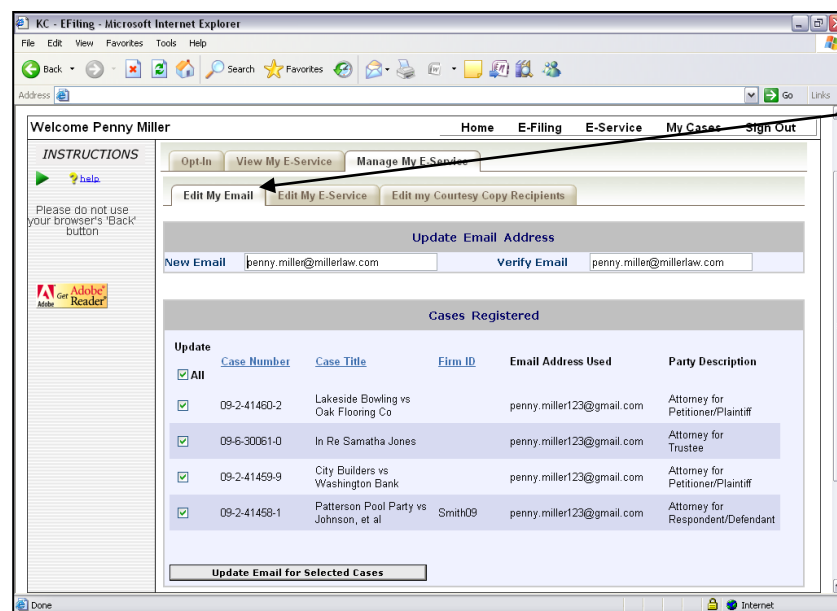 KC - EFiling - Microsoft Internet Explorer
File Edit View Favorites Tools Help
Back Search Favorites
Address Go Links
Welcome Penny Miller Home E-Filing E-Service My Cases Sign Out
INSTRUCTIONS
? help
Please do not use
your browser's 'Back'
button
Get Adobe®
Reader®
Adobe
Opt-In View My E-Service Manage My E-Service
Edit My Email Edit My E-Service Edit my Courtesy Copy Recipients
Update Email Address
New Email penny.miller@millerlaw.com Verify Email penny.miller@millerlaw.com
Cases Registered
Update
Case Number Case Title Firm ID Email Address Used Party Description
All
09-2-41460-2 Lakeside Bowling vs
Oak Flooring Co penny.miller123@gmail.com Attorney for
Petitioner/Plaintiff
09-6-30061-0 In Re Samatha Jones penny.miller123@gmail.com Attorney for
Trustee
09-2-41459-9 City Builders vs
Washington Bank penny.miller123@gmail.com Attorney for
Petitioner/Plaintiff
09-2-41458-1 Patterson Pool Party vs
Johnson, et al Smith09 penny.miller123@gmail.com Attorney for
Respondent/Defendant
Update Email for Selected Cases
Done Internet